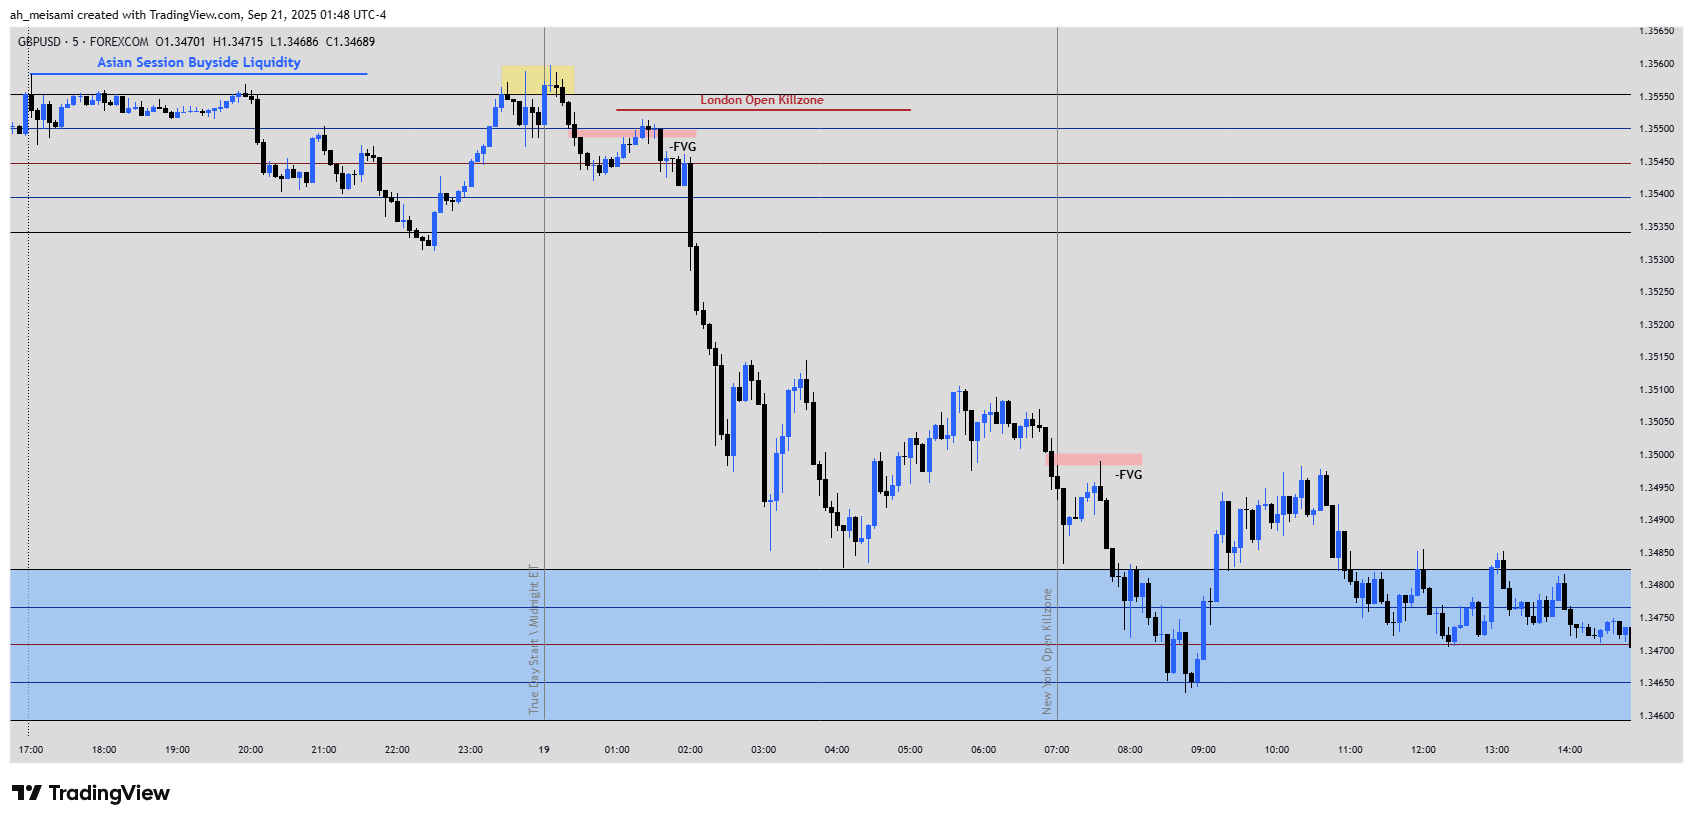 ah_meisami created with TradingView.com, Sep 21, 2025 01:48 UTC-4
GBPUSD · 5 · FOREXCOM O1.34701 H1.34715 L1.34686 C1.34689
Asian Session Buyside Liquidity
London Open Killzone
-FVG
-FVG
True Day Start \ Midnight ET
New York Open Killzone
1.35650
1.35600
1.35550
1.35500
1.35450
1.35400
1.35350
1.35300
1.35250
1.35200
1.35150
1.35100
1.35050
1.35000
1.34950
1.34900
1.34850
1.34800
1.34750
1.34700
1.34650
1.34600
17:00 18:00 19:00 20:00 21:00 22:00 23:00 19 01:00 02:00 03:00 04:00 05:00 06:00 07:00 08:00 09:00 10:00 11:00 12:00 13:00 14:00
TradingView